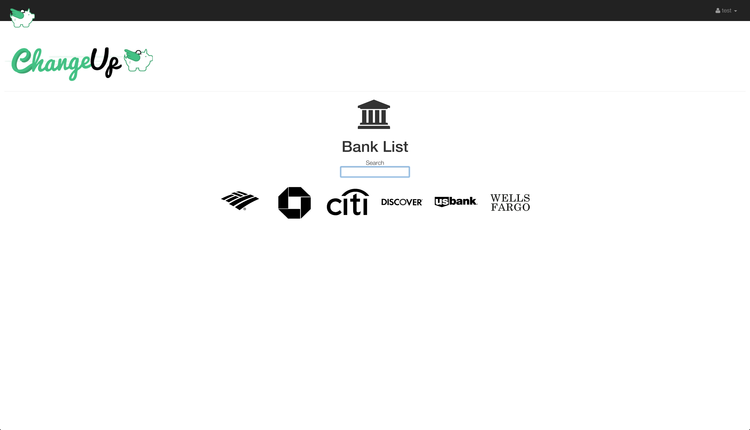 test
ChangeUp
Bank List
Search
citi
DISCOVER
usbank
WELLS
FARGO